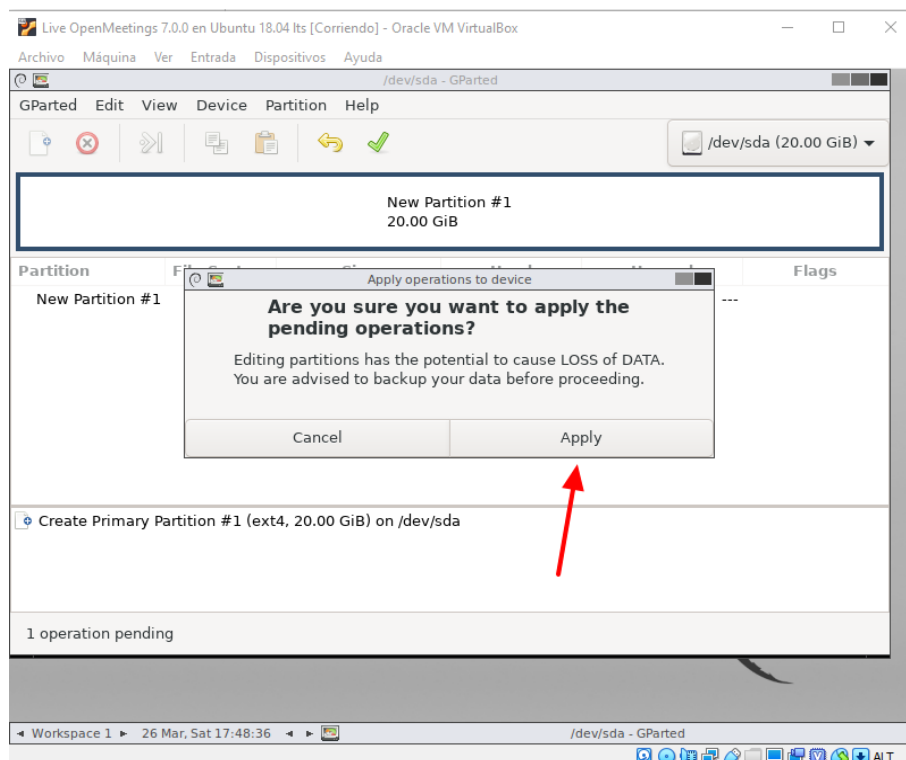 Live OpenMeetings 7.0.0 en Ubuntu 18.04 lts [Corriendo] - Oracle VM VirtualBox
Archivo Máquina Ver Entrada Dispositivos Ayuda
/dev/sda - GParted
GParted Edit View Device Partition Help
/dev/sda (20.00 GiB)
New Partition #1
20.00 GiB
Partition Flags
New Partition #1 ---
Apply operations to device
Are you sure you want to apply the
pending operations?
Editing partitions has the potential to cause LOSS of DATA.
You are advised to backup your data before proceeding.
Cancel Apply
Create Primary Partition #1 (ext4, 20.00 GiB) on /dev/sda
1 operation pending
Workspace 1 26 Mar, Sat 17:48:36 /dev/sda - GParted
ALT